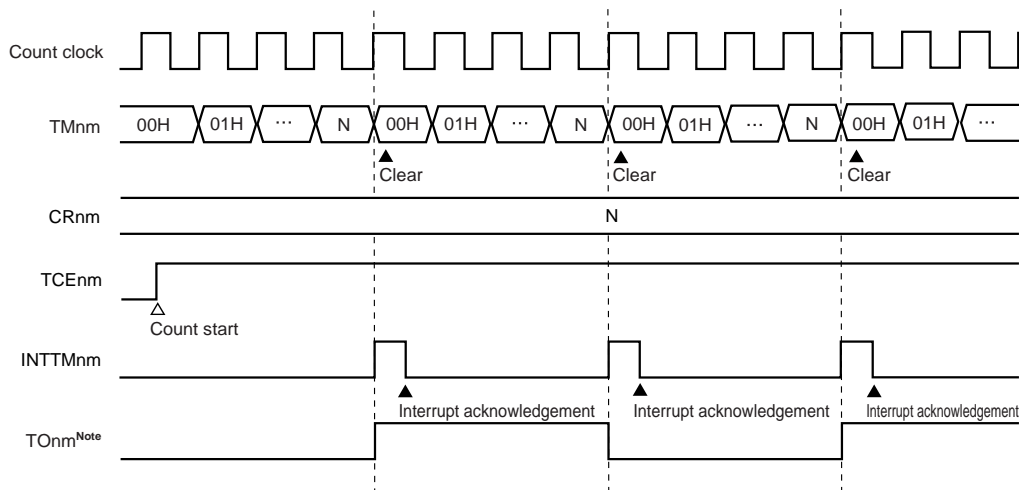 Count clock
TMnm 00H 01H ... N 00H 01H ... N 00H 01H ... N 00H 01H ...
Clear Clear Clear
CRnm N
TCEnm
Count start
INTTMnm
Interrupt acknowledgement Interrupt acknowledgement Interrupt acknowledgement
TOnmNote